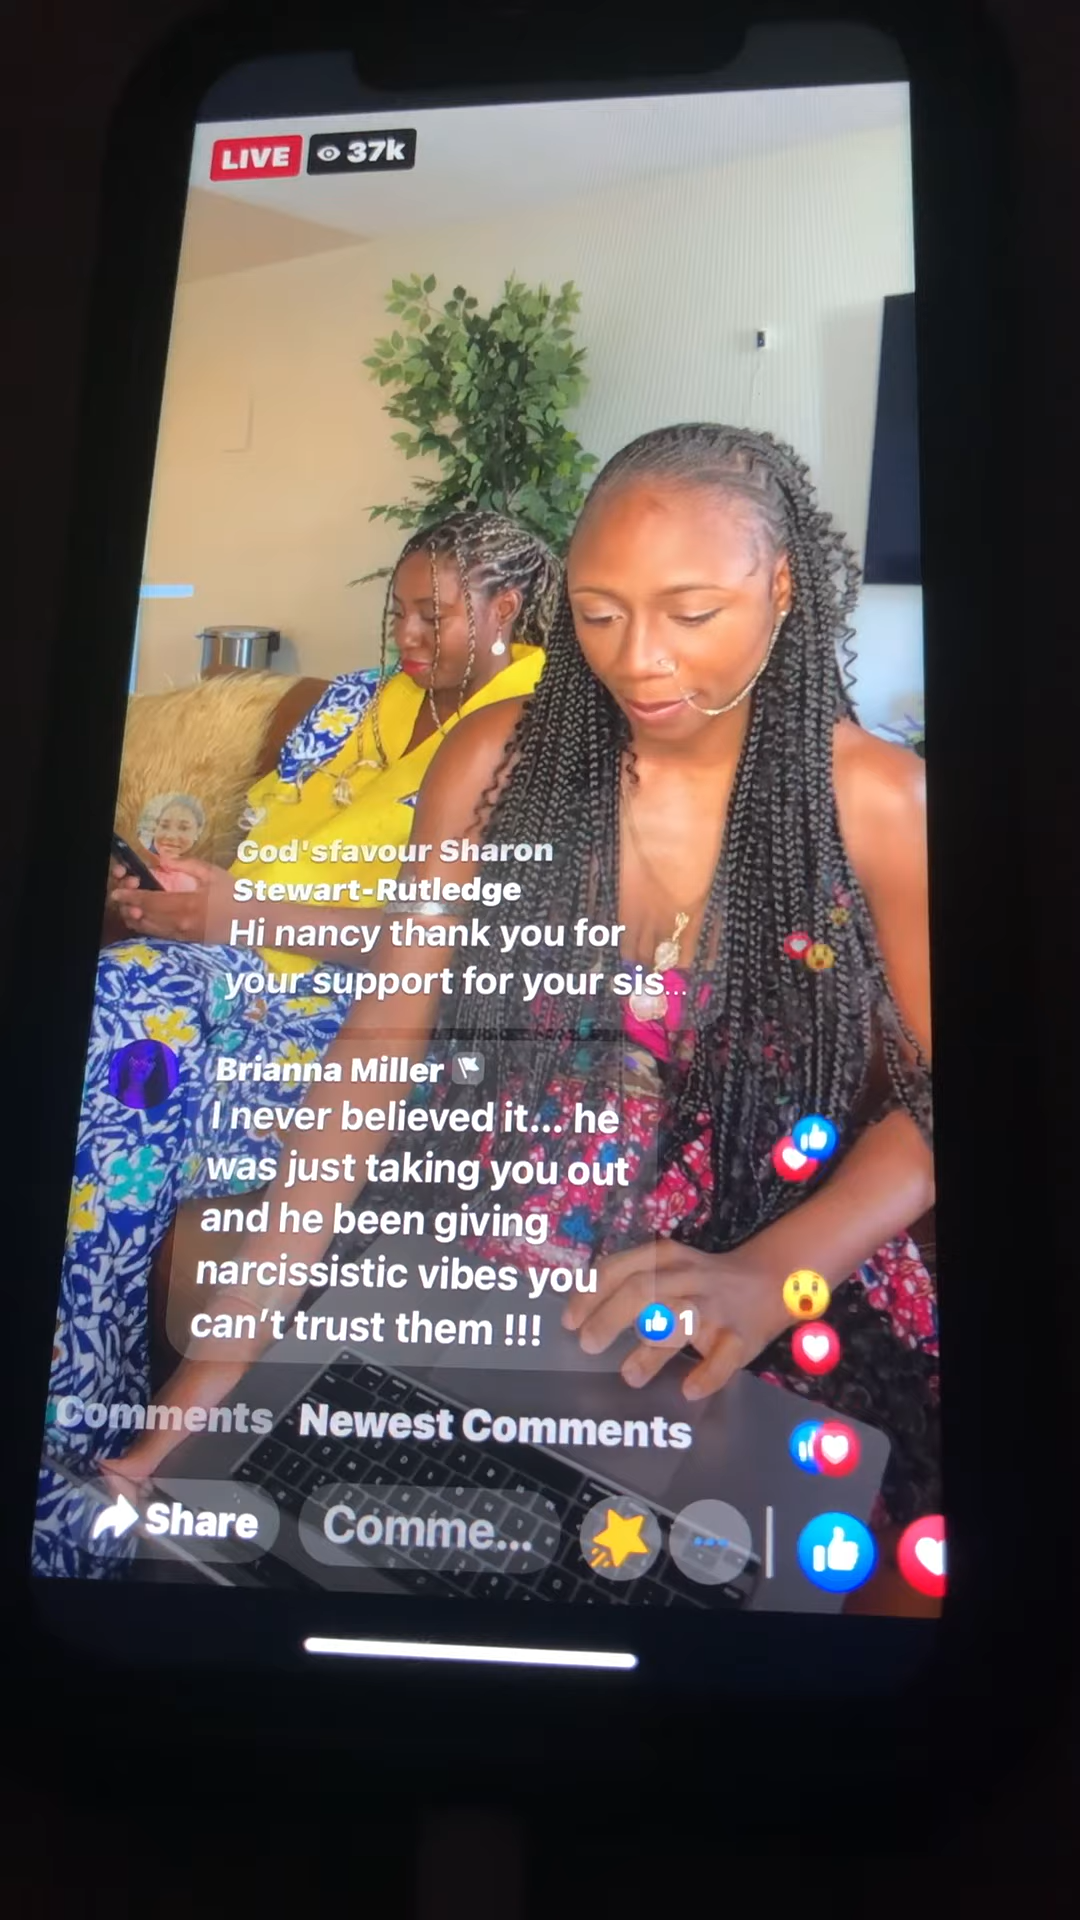 LIVE 37k
God'sfavour Sharon
Stewart-Rutledge
Hi nancy thank you for
your support for your sis...
Brianna Miller
I never believed it... he
was just taking you out
and he been giving
narcissistic vibes you
can't trust them !!!
1
Comments Newest Comments
Share Comme...